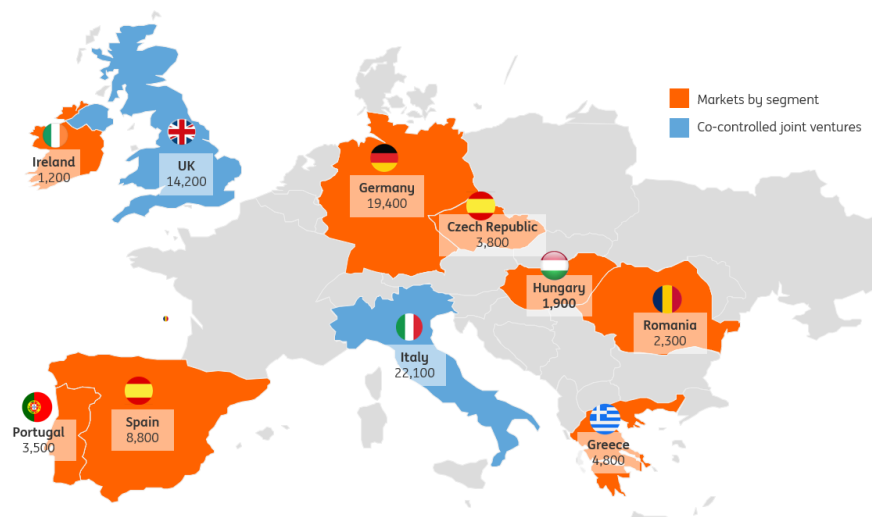 Markets by segment
Co-controlled joint ventures
Ireland
1,200
UK
14,200
Germany
19,400
Czech Republic
3,800
Hungary
1,900
Romania
2,300
Italy
22,100
Portugal
3,500
Spain
8,800
Greece
4,800